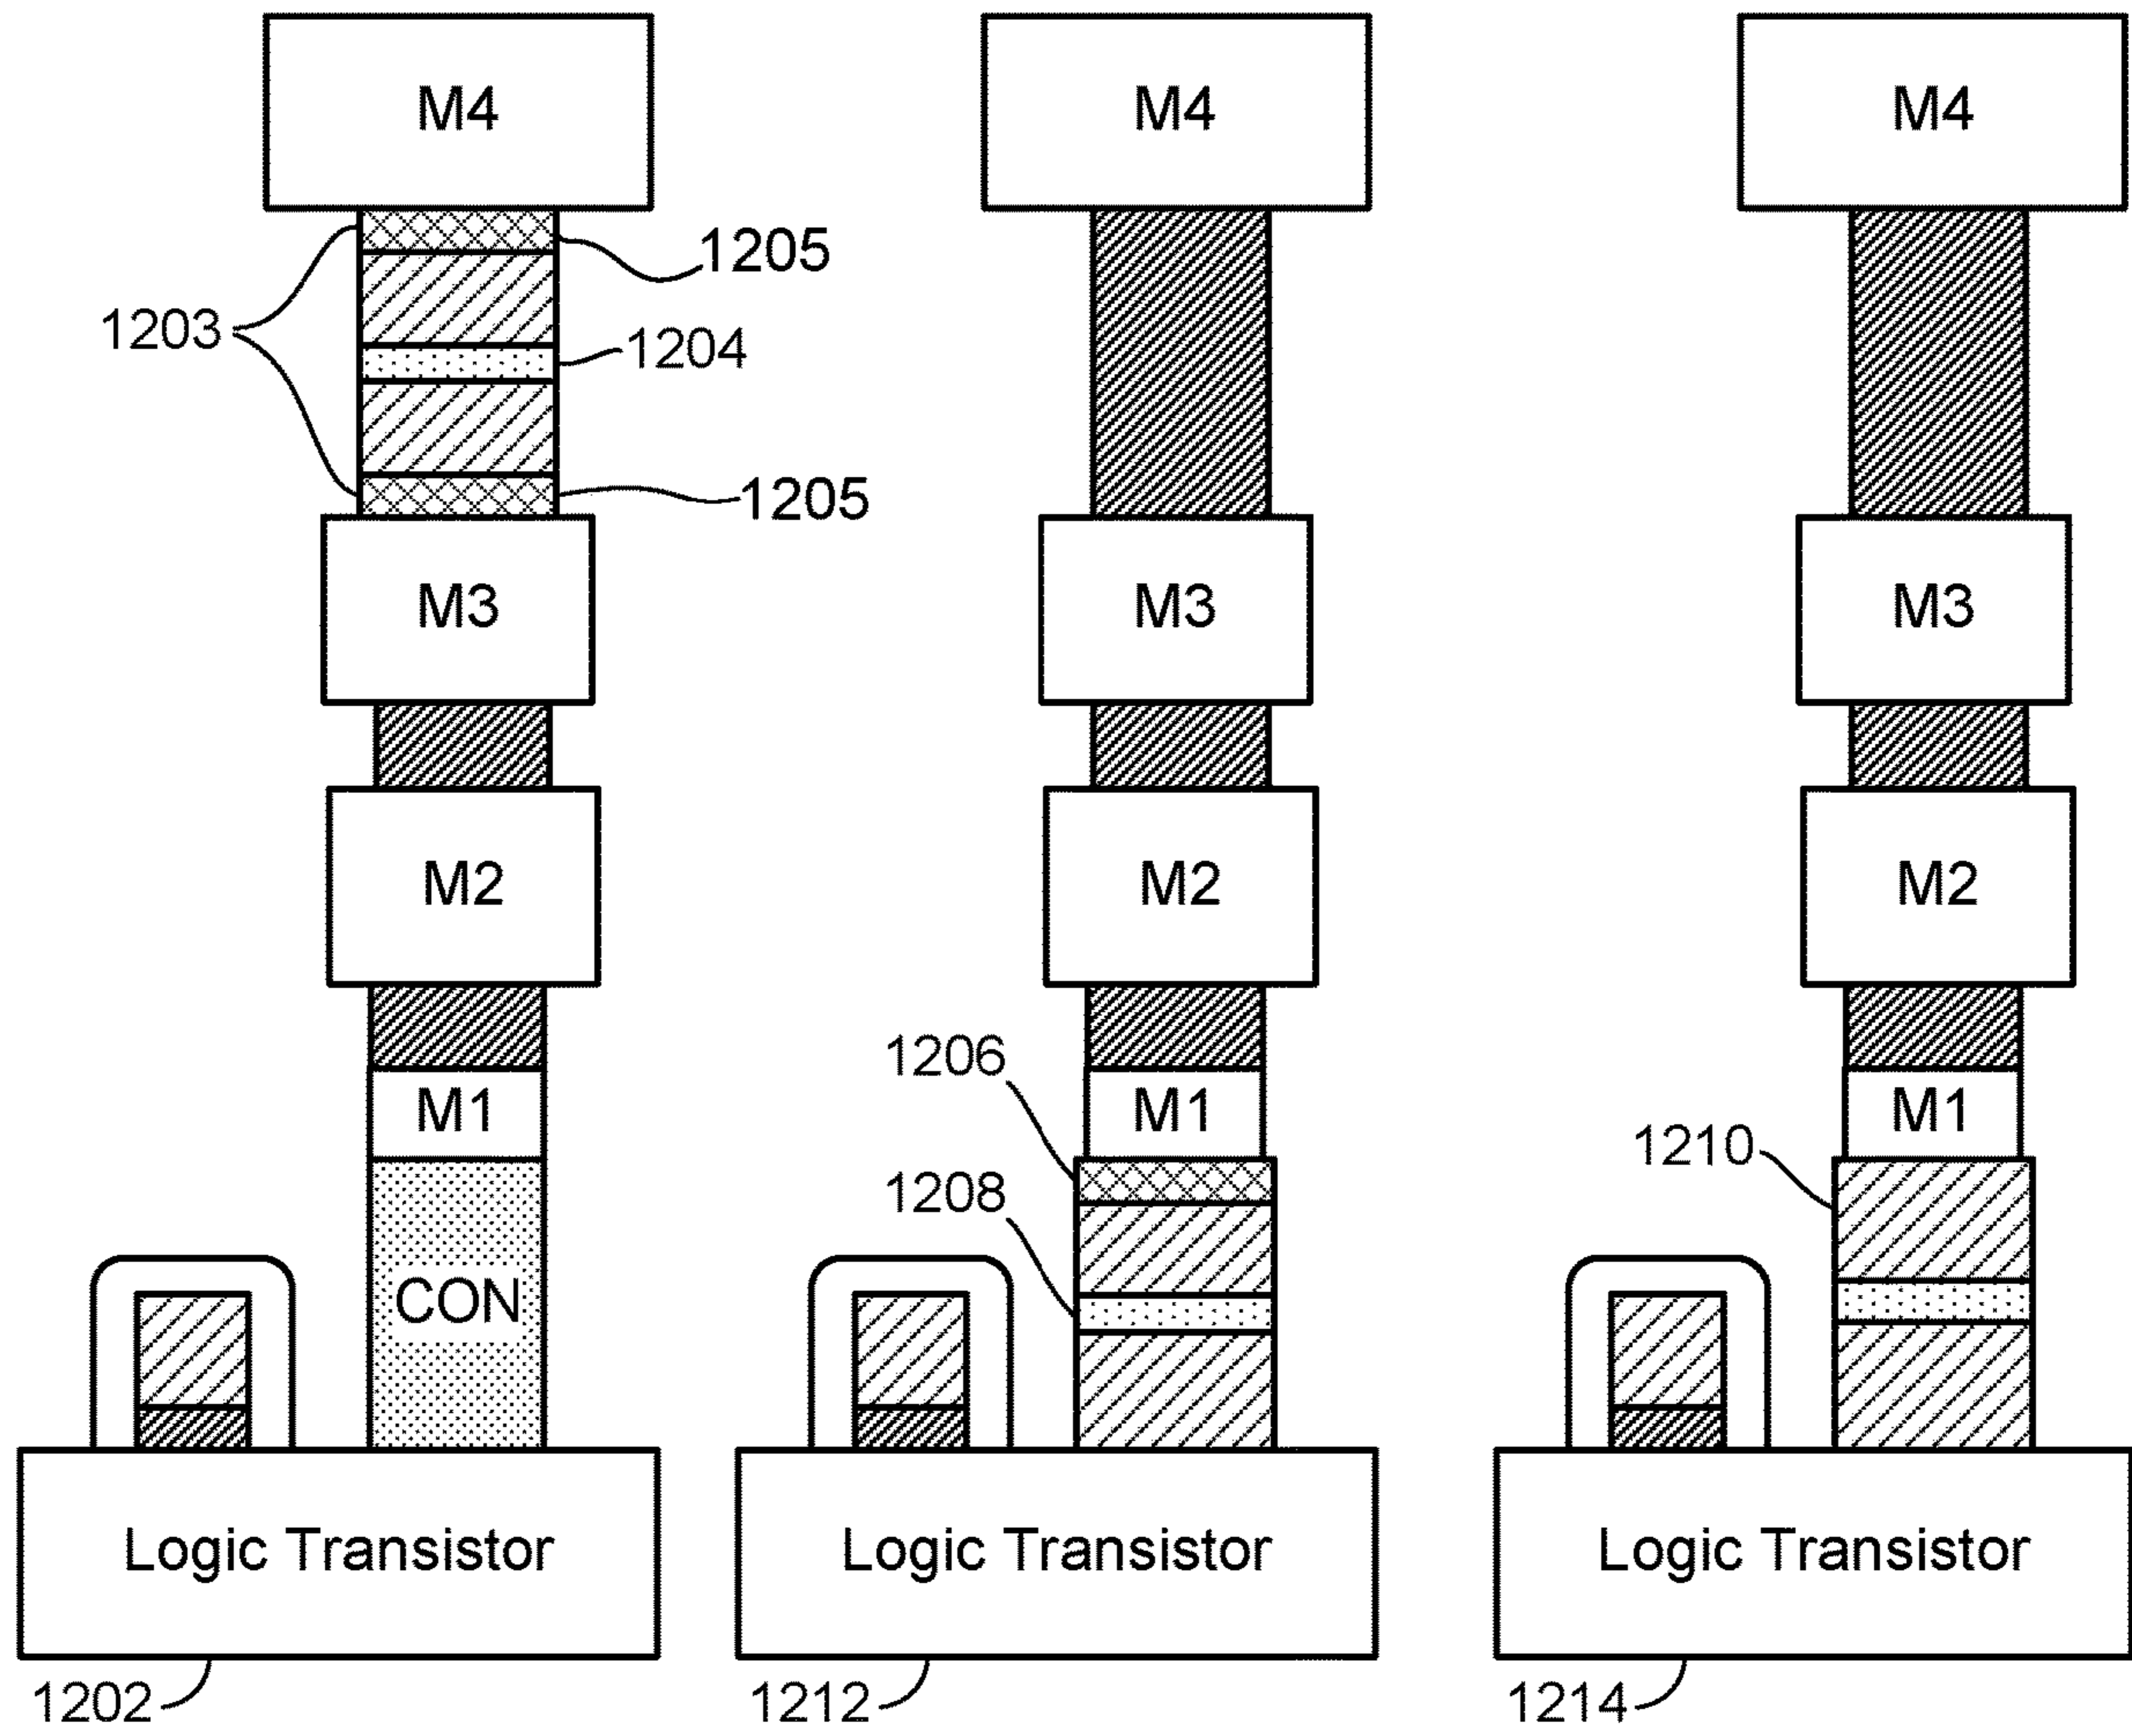 M4 M4 M4
1205
1203
1204
1205
M3 M3 M3
M2 M2 M2
1206
M1 M1 M1
1210
1208
CON
Logic Transistor Logic Transistor Logic Transistor
1202 1212 1214